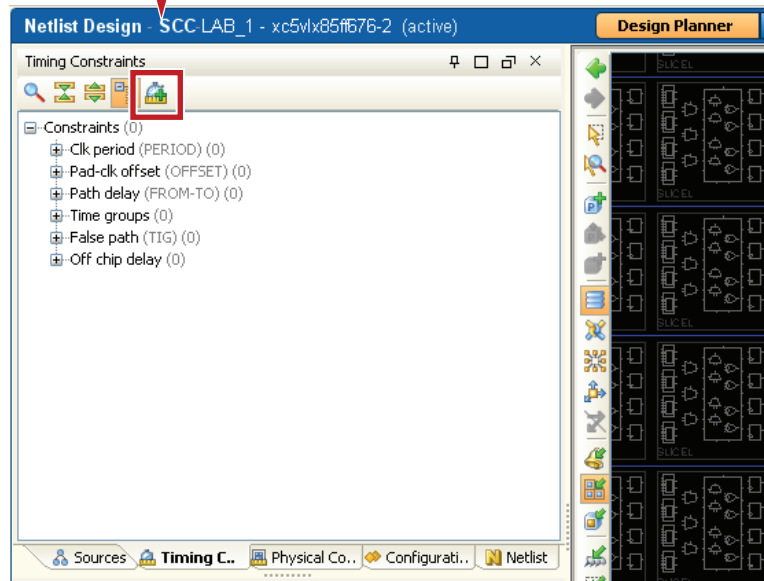 Netlist Design - SCC-LAB_1 - xc5vlx85ff676-2 (active)
Design Planner
Timing Constraints
Constraints (0)
Clk period (PERIOD) (0)
Pad-clk offset (OFFSET) (0)
Path delay (FROM-TO) (0)
Time groups (0)
False path (TIG) (0)
Off chip delay (0)
Sources Timing C.. Physical Co.. Configurati.. Netlist
SLICEL
SLICEL
SLICEL
SLICEL